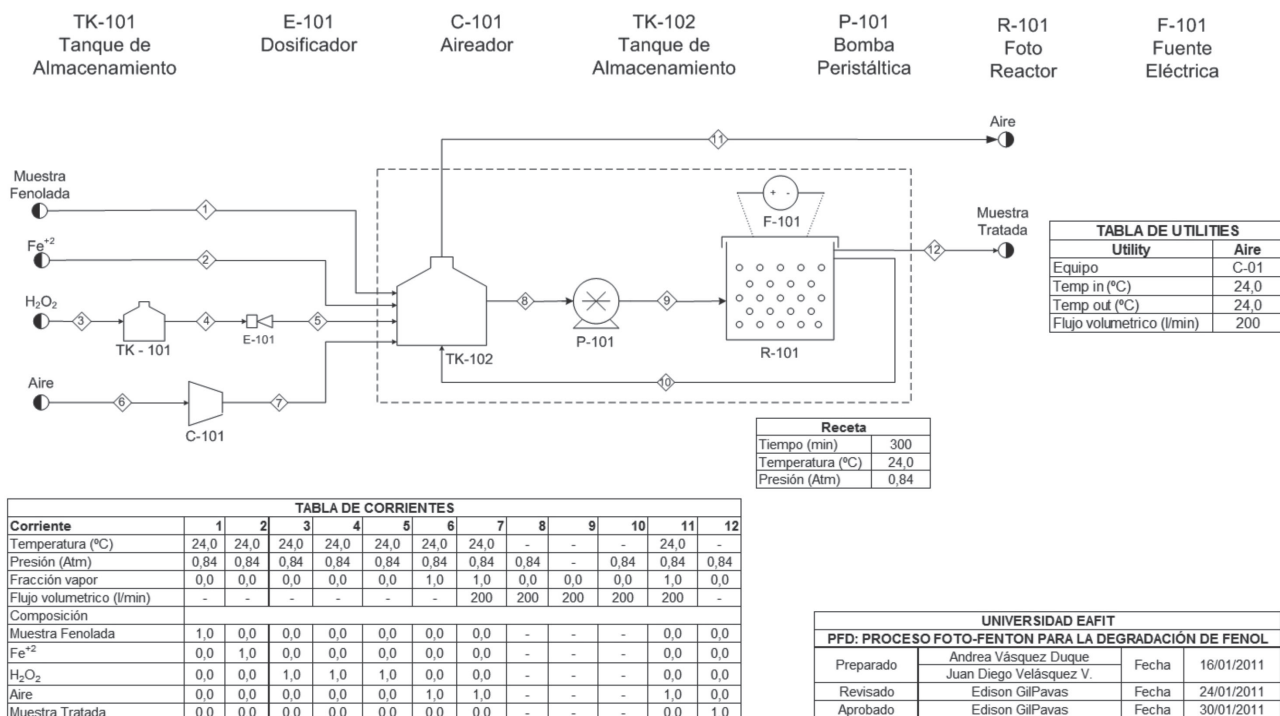 TK-101
Tanque de
Almacenamiento
E-101
Dosificador
C-101
Aireador
TK-102
Tanque de
Almacenamiento
P-101
Bomba
Peristáltica
R-101
Foto
Reactor
F-101
Fuente
Eléctrica
Aire
11
Muestra
Fenolada
1
Fe+2
2
H2O2
3
TK - 101
4
E-101
5
Aire
6
C-101
7
TK-102
8
P-101
9
+ -
F-101
R-101
10
12
Muestra
Tratada
TABLA DE UTILITIES
Utility Aire
Equipo C-01
Temp in (ºC) 24,0
Temp out (ºC) 24,0
Flujo volumetrico (l/min) 200
Receta
Tiempo (min) 300
Temperatura (ºC) 24,0
Presión (Atm) 0,84
TABLA DE CORRIENTES
Corriente 1 2 3 4 5 6 7 8 9 10 11 12
Temperatura (ºC) 24,0 24,0 24,0 24,0 24,0 24,0 24,0 - - - 24,0 -
Presión (Atm) 0,84 0,84 0,84 0,84 0,84 0,84 0,84 0,84 - 0,84 0,84 0,84
Fracción vapor 0,0 0,0 0,0 0,0 0,0 1,0 1,0 0,0 0,0 0,0 1,0 0,0
Flujo volumetrico (l/min) - - - - - - 200 200 200 200 200 -
Composición
Muestra Fenolada 1,0 0,0 0,0 0,0 0,0 0,0 0,0 - - - 0,0 0,0
Fe+2 0,0 1,0 0,0 0,0 0,0 0,0 0,0 - - - 0,0 0,0
H2O2 0,0 0,0 1,0 1,0 1,0 0,0 0,0 - - - 0,0 0,0
Aire 0,0 0,0 0,0 0,0 0,0 1,0 1,0 - - - 1,0 0,0
Muestra Tratada 0,0 0,0 0,0 0,0 0,0 0,0 0,0 - - - 0,0 1,0
UNIVERSIDAD EAFIT
PFD: PROCESO FOTO-FENTON PARA LA DEGRADACIÓN DE FENOL
Preparado Andrea Vásquez Duque Fecha 16/01/2011
Juan Diego Velásquez V.
Revisado Edison GilPavas Fecha 24/01/2011
Aprobado Edison GilPavas Fecha 30/01/2011